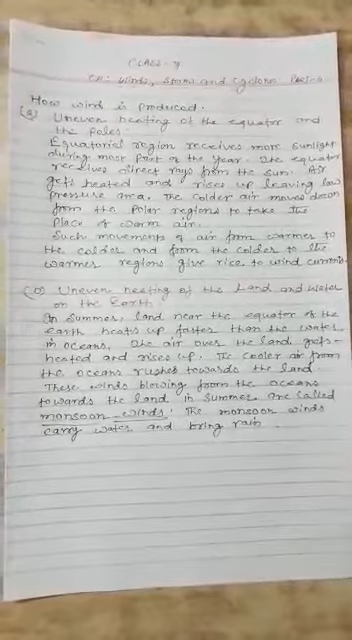 CLASS-7
CH: Winds, Storms and Cyclone Part-2
How wind is produced.
(a) Uneven heating of the equator and
the Poles.
Equatorial region receives more sunlight
during most Part of the Year. The equator
receives direct rays from the Sun. Air
gets heated and rises up leaving low
pressure area. The colder air moves down
from the Polar regions to take the
place of warm air.
Such movements of air from warmer to
the colder and from the colder to the
warmer regions give rice to wind
(b) Uneven heating of the Land and Water
on the Earth.
In Summer, land near the equator of the
earth heats up faster than the water
in oceans. The air over the land gets
heated and rises up. The cooler air from
the oceans rushes towards the land
These winds blowing from the oceans
towards the land in Summer are called
monsoon winds. The monsoon winds
carry water and bring rain.